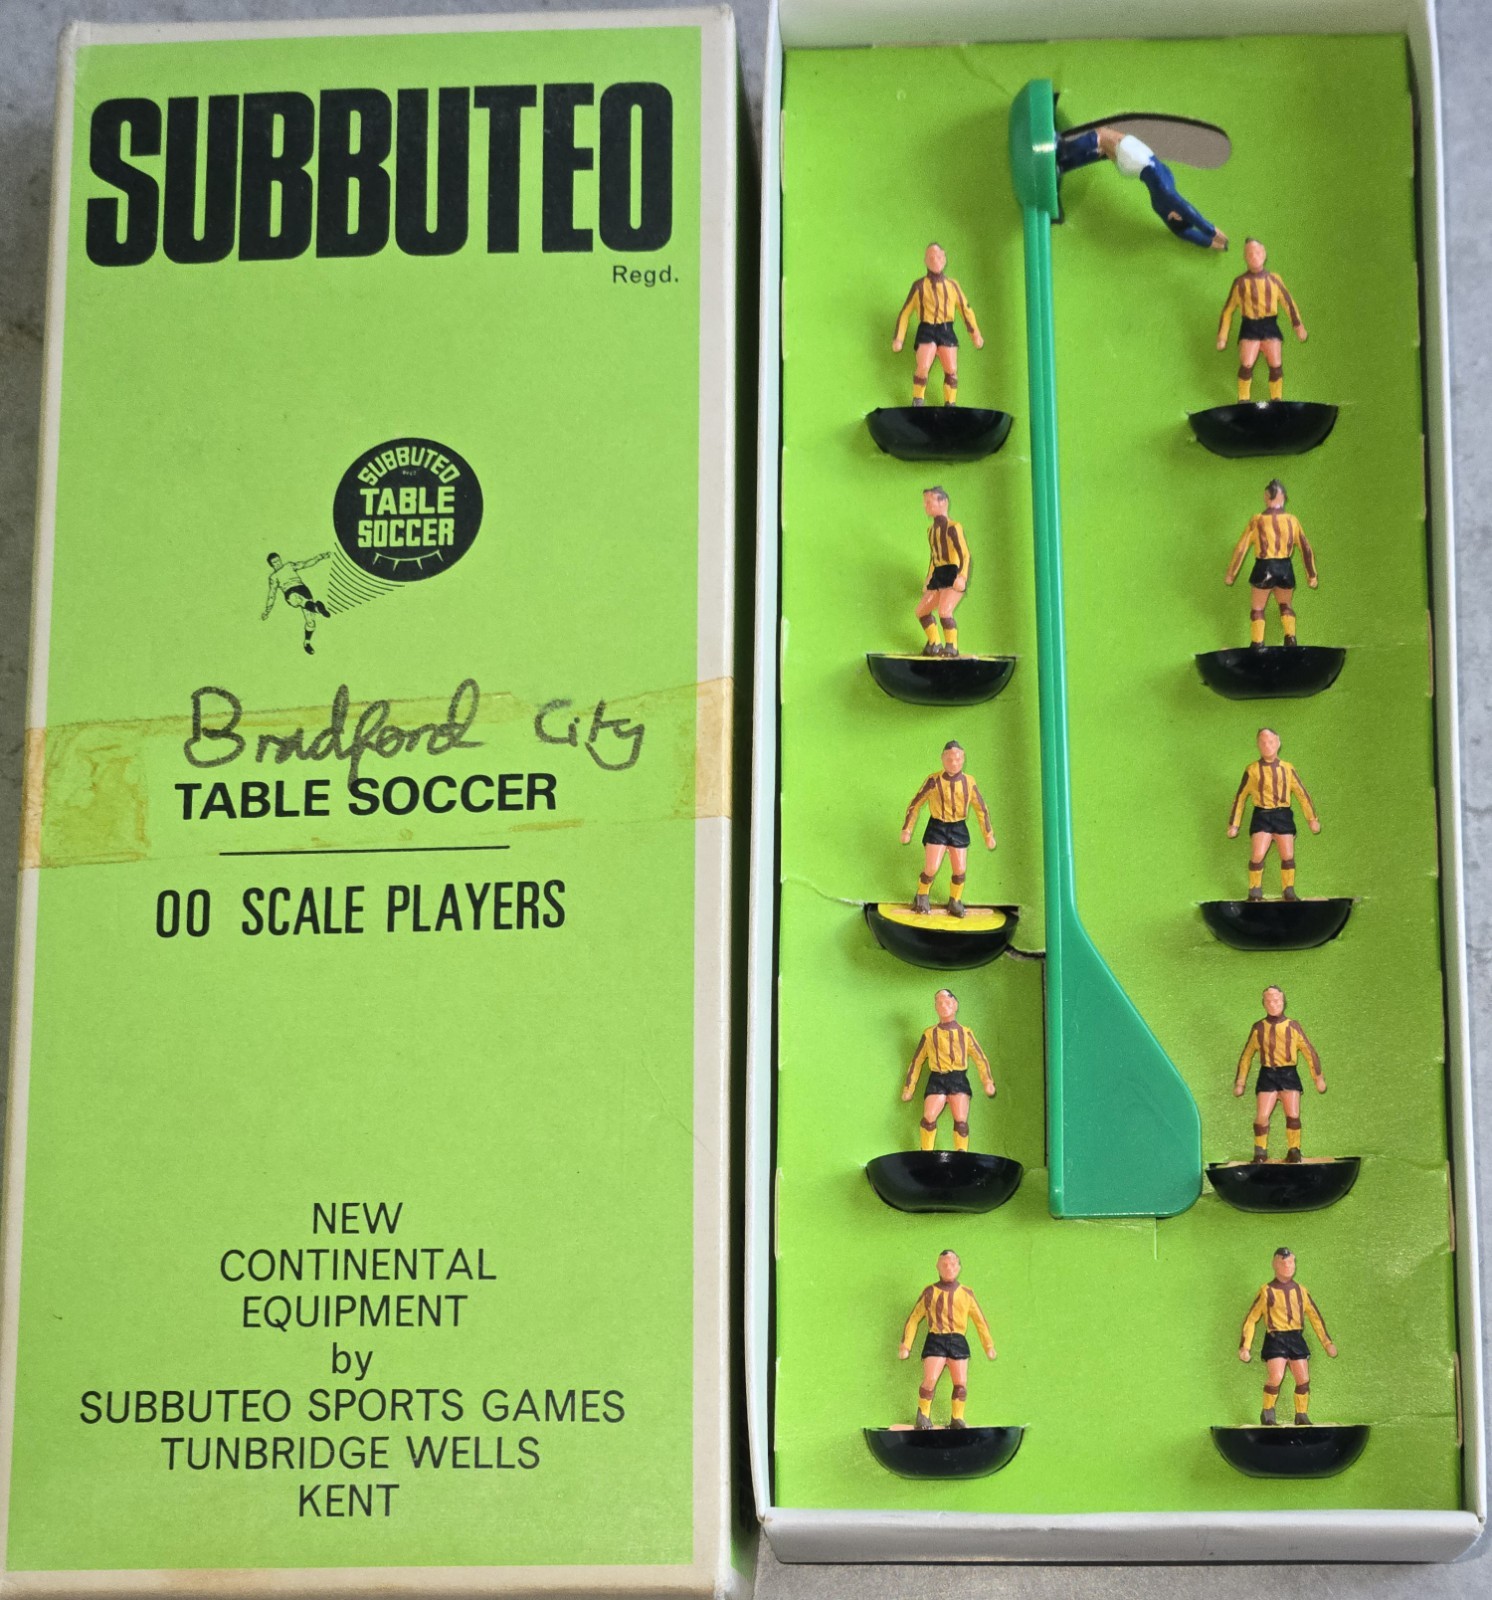 SUBBUTEO
Regd.
SUBBUTEO
TABLE
SOCCER
Bradford City
TABLE SOCCER
00 SCALE PLAYERS
NEW
CONTINENTAL
EQUIPMENT
by
SUBBUTEO SPORTS GAMES
TUNBRIDGE WELLS
KENT